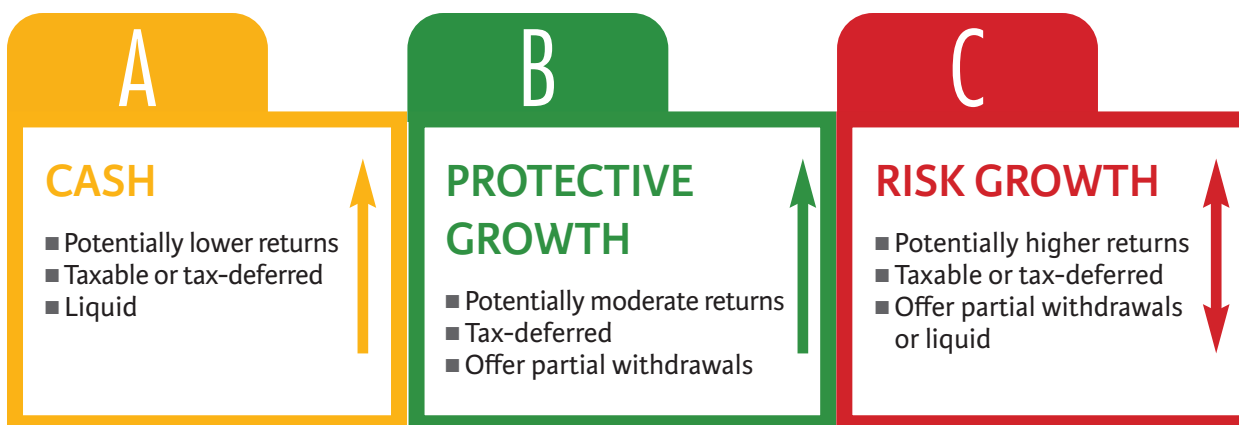 A
CASH
■ Potentially lower returns
■ Taxable or tax-deferred
■ Liquid
B
PROTECTIVE
GROWTH
■ Potentially moderate returns
■ Tax-deferred
■ Offer partial withdrawals
C
RISK GROWTH
■ Potentially higher returns
■ Taxable or tax-deferred
■ Offer partial withdrawals
or liquid